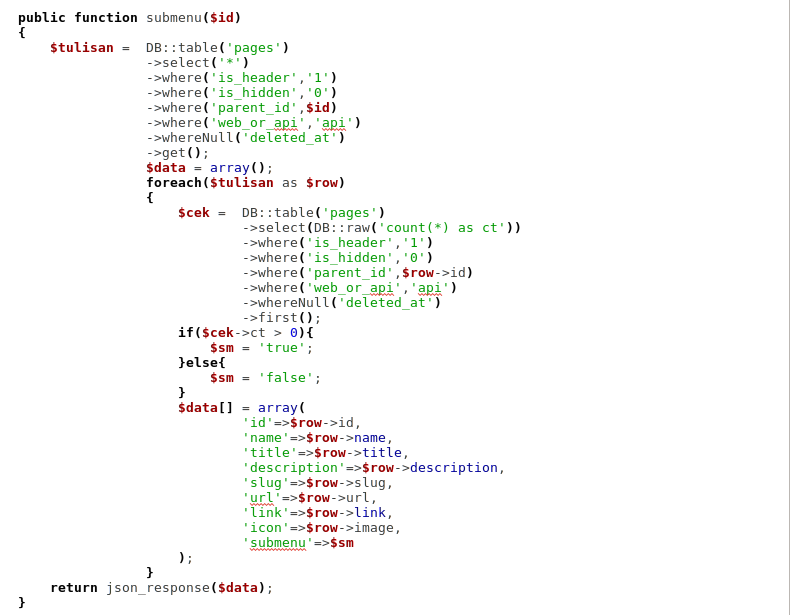 public function submenu($id)
{
$tulisan =  DB::table('pages')
->select('*')
->where('is_header','1')
->where('is_hidden','0')
->where('parent_id',$id)
->where('web_or_api','api')
->whereNull('deleted_at')
->get();
$data = array();
foreach($tulisan as $row)
{
$cek =  DB::table('pages')
->select(DB::raw('count(*) as ct'))
->where('is_header','1')
->where('is_hidden','0')
->where('parent_id',$row->id)
->where('web_or_api','api')
->whereNull('deleted_at')
->first();
if($cek->ct > 0){
$sm = 'true';
}else{
$sm = 'false';
}
$data[] = array(
'id'=>$row->id,
'name'=>$row->name,
'title'=>$row->title,
'description'=>$row->description,
'slug'=>$row->slug,
'url'=>$row->url,
'link'=>$row->link,
'icon'=>$row->image,
'submenu'=>$sm
);
}
return json_response($data);
}